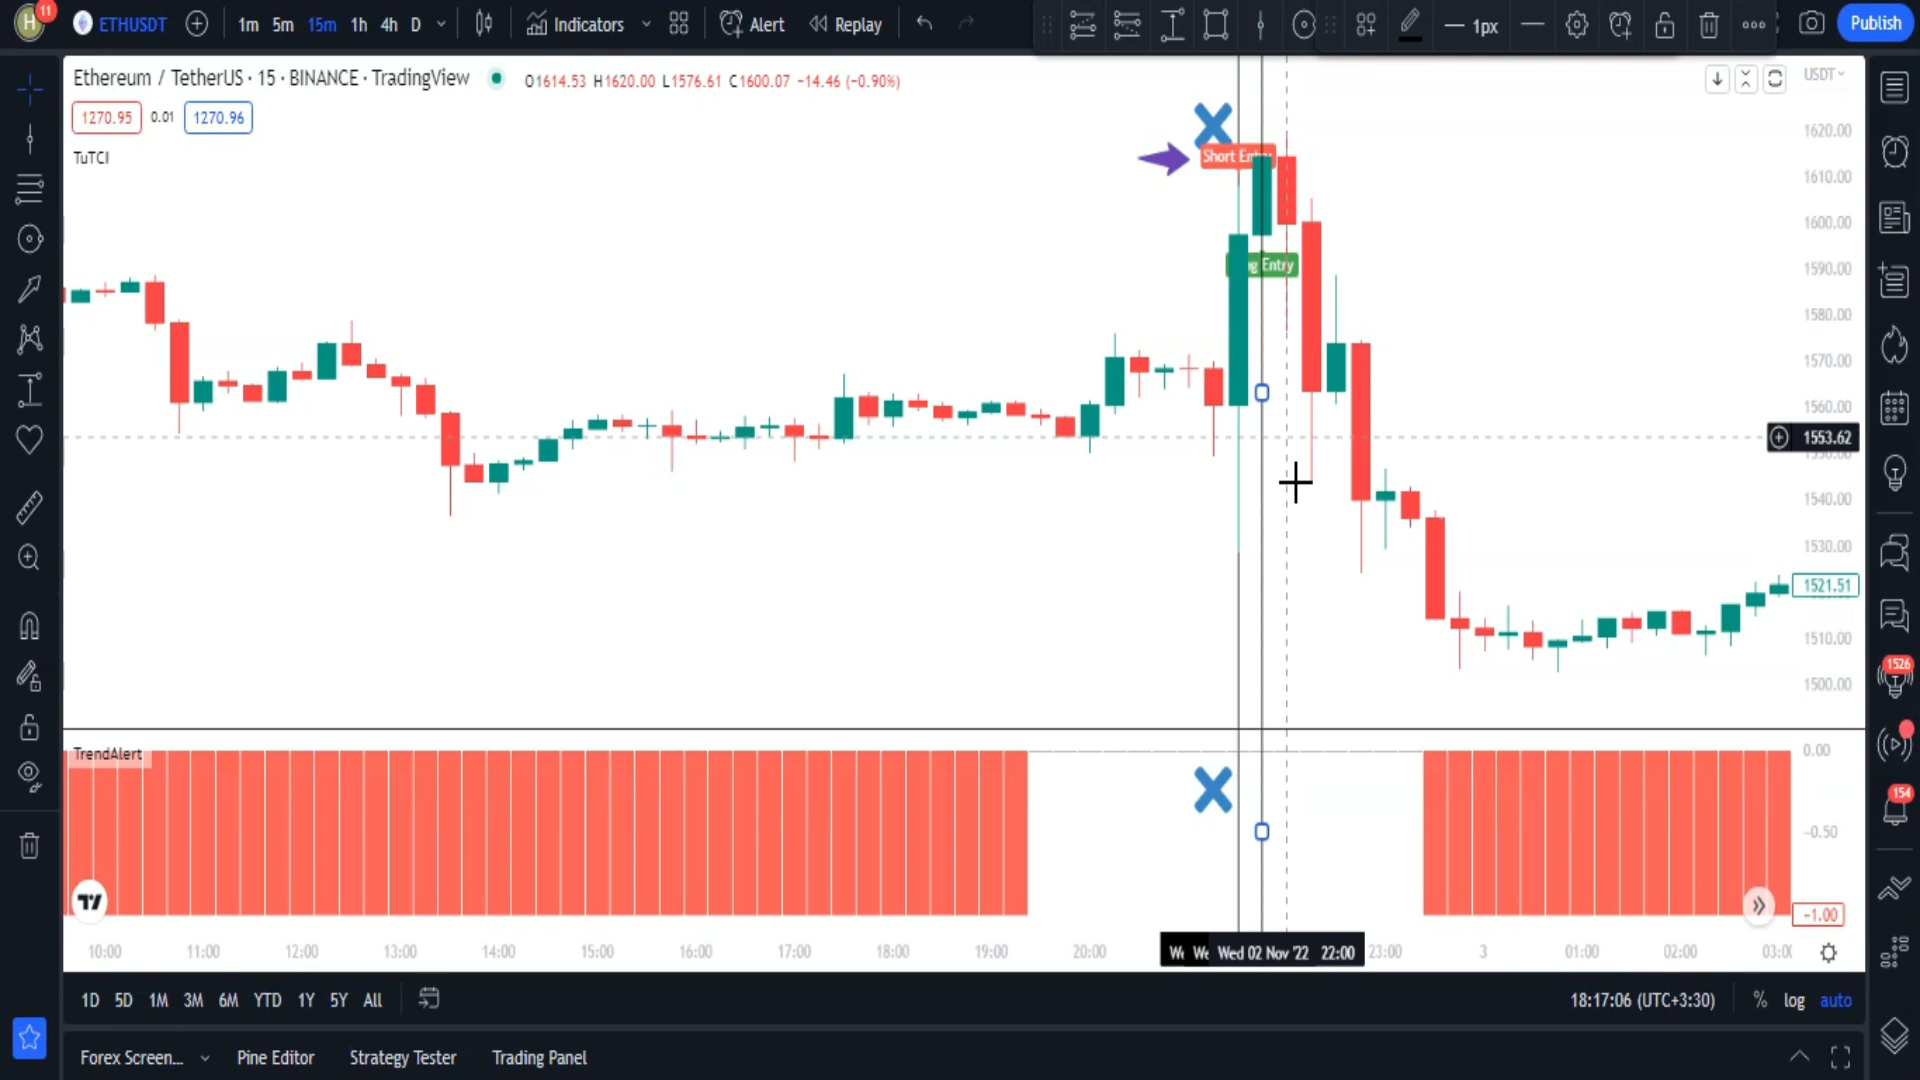 H 11 ETHUSDT 1m 5m 15m 1h 4h D Indicators Alert Replay 1px Publish
Ethereum / TetherUS · 15 · BINANCE · TradingView O1614.53 H1620.00 L1576.61 C1600.07 −14.46 (−0.90%) USDT
1270.95 0.01 1270.96
TuTCI
Short Entry
Entry
1620.00
1610.00
1600.00
1590.00
1580.00
1570.00
1560.00
1553.62
1540.00
1530.00
1521.51
1510.00
1500.00
TrendAlert
0.00
−0.50
−1.00
10:00 11:00 12:00 13:00 14:00 15:00 16:00 17:00 18:00 19:00 20:00 We We Wed 02 Nov '22 22:00 23:00 3 01:00 02:00 03:0
1526
154
1D 5D 1M 3M 6M YTD 1Y 5Y All 18:17:06 (UTC+3:30) % log auto
Forex Screen... Pine Editor Strategy Tester Trading Panel